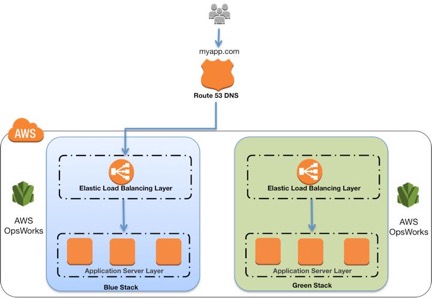 myapp.com
Route 53 DNS
AWS
Elastic Load Balancing Layer
Elastic Load Balancing Layer
AWS
OpsWorks
AWS
OpsWorks
Application Server Layer
Application Server Layer
Blue Stack
Green Stack